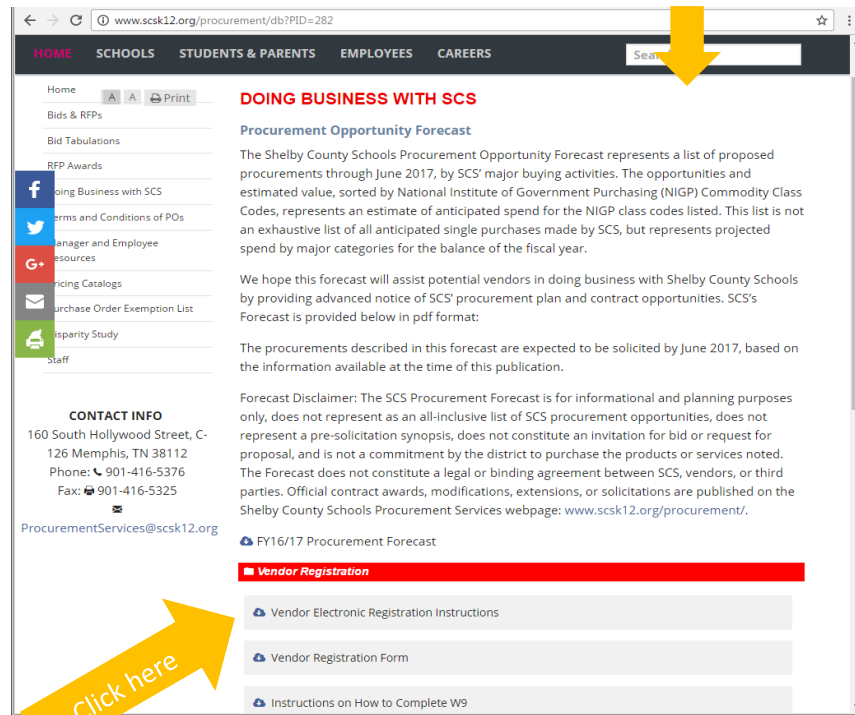 www.scsk12.org/procurement/db?PID=282
HOME SCHOOLS STUDENTS & PARENTS EMPLOYEES CAREERS
Home
A A Print
Bids & RFPs
Bid Tabulations
RFP Awards
oing Business with SCS
erms and Conditions of POs
anager and Employee
esources
ricing Catalogs
urchase Order Exemption List
isparity Study
Staff
CONTACT INFO
160 South Hollywood Street, C-
126 Memphis, TN 38112
Phone: 901-416-5376
Fax: 901-416-5325
ProcurementServices@scsk12.org
DOING BUSINESS WITH SCS
Procurement Opportunity Forecast
The Shelby County Schools Procurement Opportunity Forecast represents a list of proposed
procurements through June 2017, by SCS' major buying activities. The opportunities and
estimated value, sorted by National Institute of Government Purchasing (NIGP) Commodity Class
Codes, represents an estimate of anticipated spend for the NIGP class codes listed. This list is not
an exhaustive list of all anticipated single purchases made by SCS, but represents projected
spend by major categories for the balance of the fiscal year.
We hope this forecast will assist potential vendors in doing business with Shelby County Schools
by providing advanced notice of SCS' procurement plan and contract opportunities. SCS's
Forecast is provided below in pdf format:
The procurements described in this forecast are expected to be solicited by June 2017, based on
the information available at the time of this publication.
Forecast Disclaimer: The SCS Procurement Forecast is for informational and planning purposes
only, does not represent as an all-inclusive list of SCS procurement opportunities, does not
represent a pre-solicitation synopsis, does not constitute an invitation for bid or request for
proposal, and is not a commitment by the district to purchase the products or services noted.
The Forecast does not constitute a legal or binding agreement between SCS, vendors, or third
parties. Official contract awards, modifications, extensions, or solicitations are published on the
Shelby County Schools Procurement Services webpage: www.scsk12.org/procurement/.
FY16/17 Procurement Forecast
Vendor Registration
Vendor Electronic Registration Instructions
Vendor Registration Form
Instructions on How to Complete W9
Click here